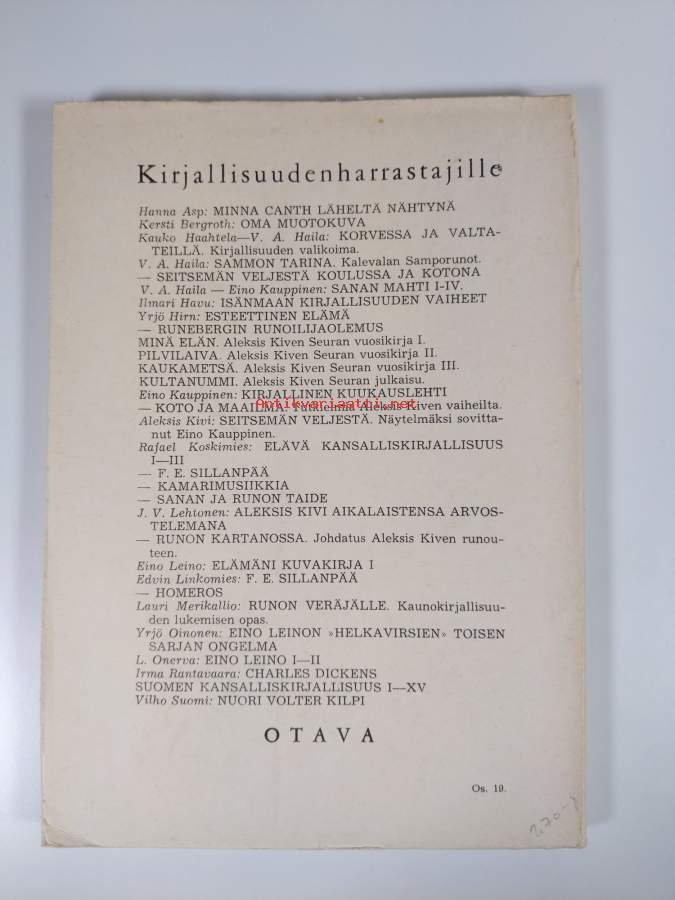 Kirjallisuudenharrastajille
Hanna Asp: MINNA CANTH LÄHELTÄ NÄHTYNÄ
Kersti Bergroth: OMA MUOTOKUVA
Kauko Haahtela—V. A. Haila: KORVESSA JA VALTA-
TEILLÄ. Kirjallisuuden valikoima.
V. A. Haila: SAMMON TARINA. Kalevalan Samporunot.
— SEITSEMÄN VELJESTÄ KOULUSSA JA KOTONA
V. A. Haila — Eino Kauppinen: SANAN MAHTI I-IV.
Ilmari Havu: ISÄNMAAN KIRJALLISUUDEN VAIHEET
Yrjö Hirn: ESTEETTINEN ELÄMÄ
— RUNEBERGIN RUNOILIJAOLEMUS
MINÄ ELÄN. Aleksis Kiven Seuran vuosikirja I.
PILVILAIVA. Aleksis Kiven Seuran vuosikirja II.
KAUKAMETSÄ. Aleksis Kiven Seuran vuosikirja III.
KULTANUMMI. Aleksis Kiven Seuran julkaisu.
Eino Kauppinen: KIRJALLINEN KUUKAUSLEHTI
Antikvariaatti.net
— KOTO JA MAAILMA. Tutkielma Aleksis Kiven vaiheilta.
Aleksis Kivi: SEITSEMÄN VELJESTÄ. Näytelmäksi sovitta-
nut Eino Kauppinen.
Rafael Koskimies: ELÄVÄ KANSALLISKIRJALLISUUS
I—III
— F. E. SILLANPÄÄ
— KAMARIMUSIIKKIA
— SANAN JA RUNON TAIDE
J. V. Lehtonen: ALEKSIS KIVI AIKALAISTENSA ARVOS-
TELEMANA
— RUNON KARTANOSSA. Johdatus Aleksis Kiven runou-
teen.
Eino Leino: ELÄMÄNI KUVAKIRJA I
Edvin Linkomies: F. E. SILLANPÄÄ
— HOMEROS
Lauri Merikallio: RUNON VERÄJÄLLE. Kaunokirjallisuu-
den lukemisen opas.
Yrjö Oinonen: EINO LEINON »HELKAVIRSIEN» TOISEN
SARJAN ONGELMA
L. Onerva: EINO LEINO I—II
Irma Rantavaara: CHARLES DICKENS
SUOMEN KANSALLISKIRJALLISUUS I—XV
Vilho Suomi: NUORI VOLTER KILPI
OTAVA
Os. 19.